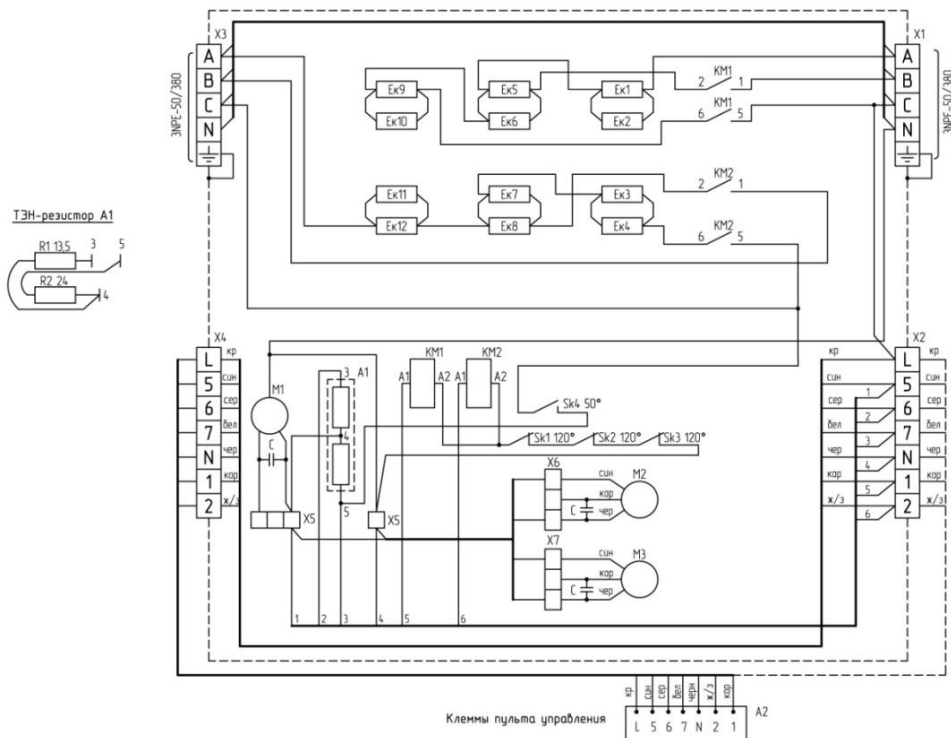 X3
X1
A
B
C
N
3NPE-50/380
A
B
C
N
3NPE-50/380
Ек9
Ек5
Ек1
2 КМ1 1
Ек10
Ек6
Ек2
6 КМ1 5
Ек11
Ек7
Ек3
2 КМ2 1
Ек12
Ек8
Ек4
6 КМ2 5
ТЭН-резистор А1
R1 13,5
3
5
R2 24
4
X4
L кр
5 син
6 сер
7 бел
N чер
1 кор
2 ж/з
M1
C
3 A1
4
5
КМ1
A1 A2
КМ2
A1 A2
Sk4 50°
Sk1 120°
Sk2 120°
Sk3 120°
X5
X5
X6
син
кор
чер
C
M2
X7
син
кор
чер
C
M3
X2
кр L кр
син 5 син
сер 6 сер
бел 7 бел
чер N чер
кор 1 кор
ж/з 2 ж/з
1
2
3
4
5
6
1 2 3 4 5 6
кр син сер бел черн ж/з кор
Клеммы пульта управления
L 5 6 7 N 2 1
A2